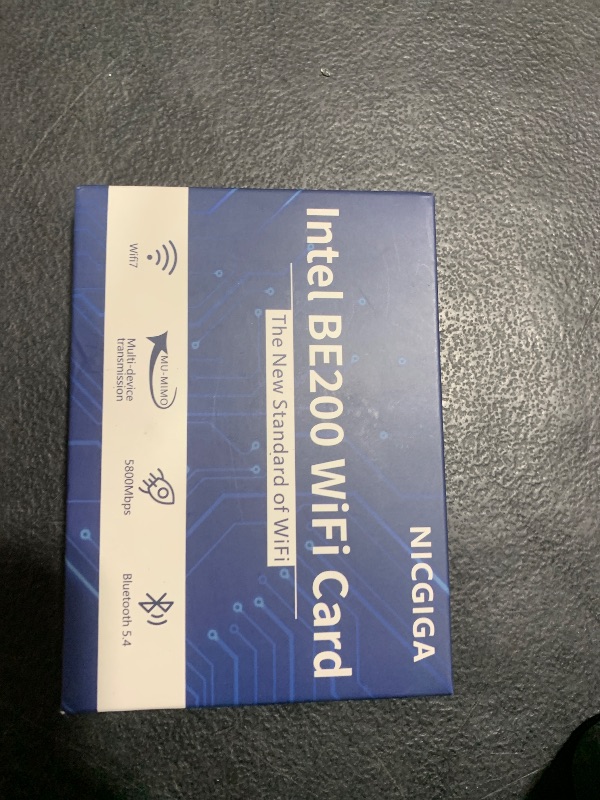 NICGIGA
Intel BE200 WiFi Card
The New Standard of WiFi
Wifi7
MU-MIMO
Multi-device
transmission
5800Mbps
Bluetooth 5.4